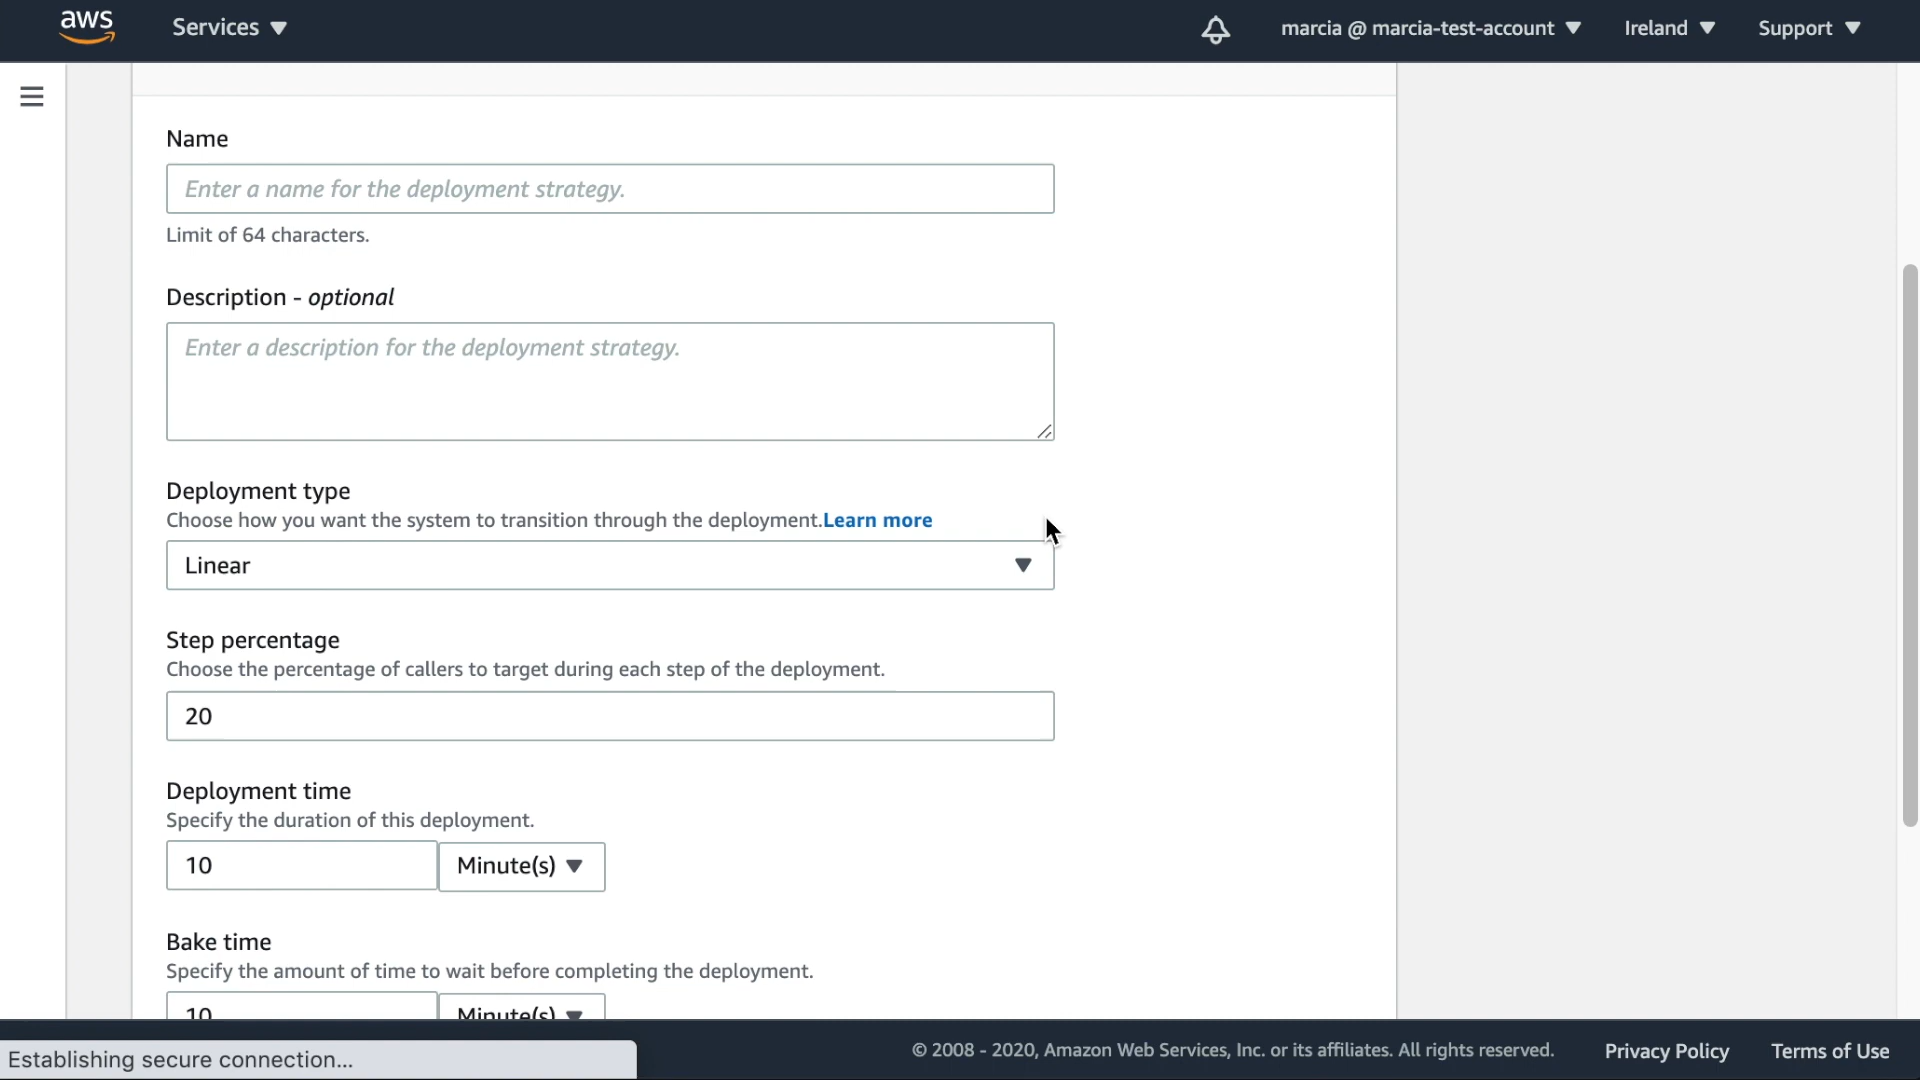 aws Services marcia @ marcia-test-account Ireland Support
Name
Enter a name for the deployment strategy.
Limit of 64 characters.
Description - optional
Enter a description for the deployment strategy.
Deployment type
Choose how you want the system to transition through the deployment.Learn more
Linear
Step percentage
Choose the percentage of callers to target during each step of the deployment.
20
Deployment time
Specify the duration of this deployment.
10 Minute(s)
Bake time
Specify the amount of time to wait before completing the deployment.
10 Minute(s)
Establishing secure connection... © 2008 - 2020, Amazon Web Services, Inc. or its affiliates. All rights reserved. Privacy Policy Terms of Use